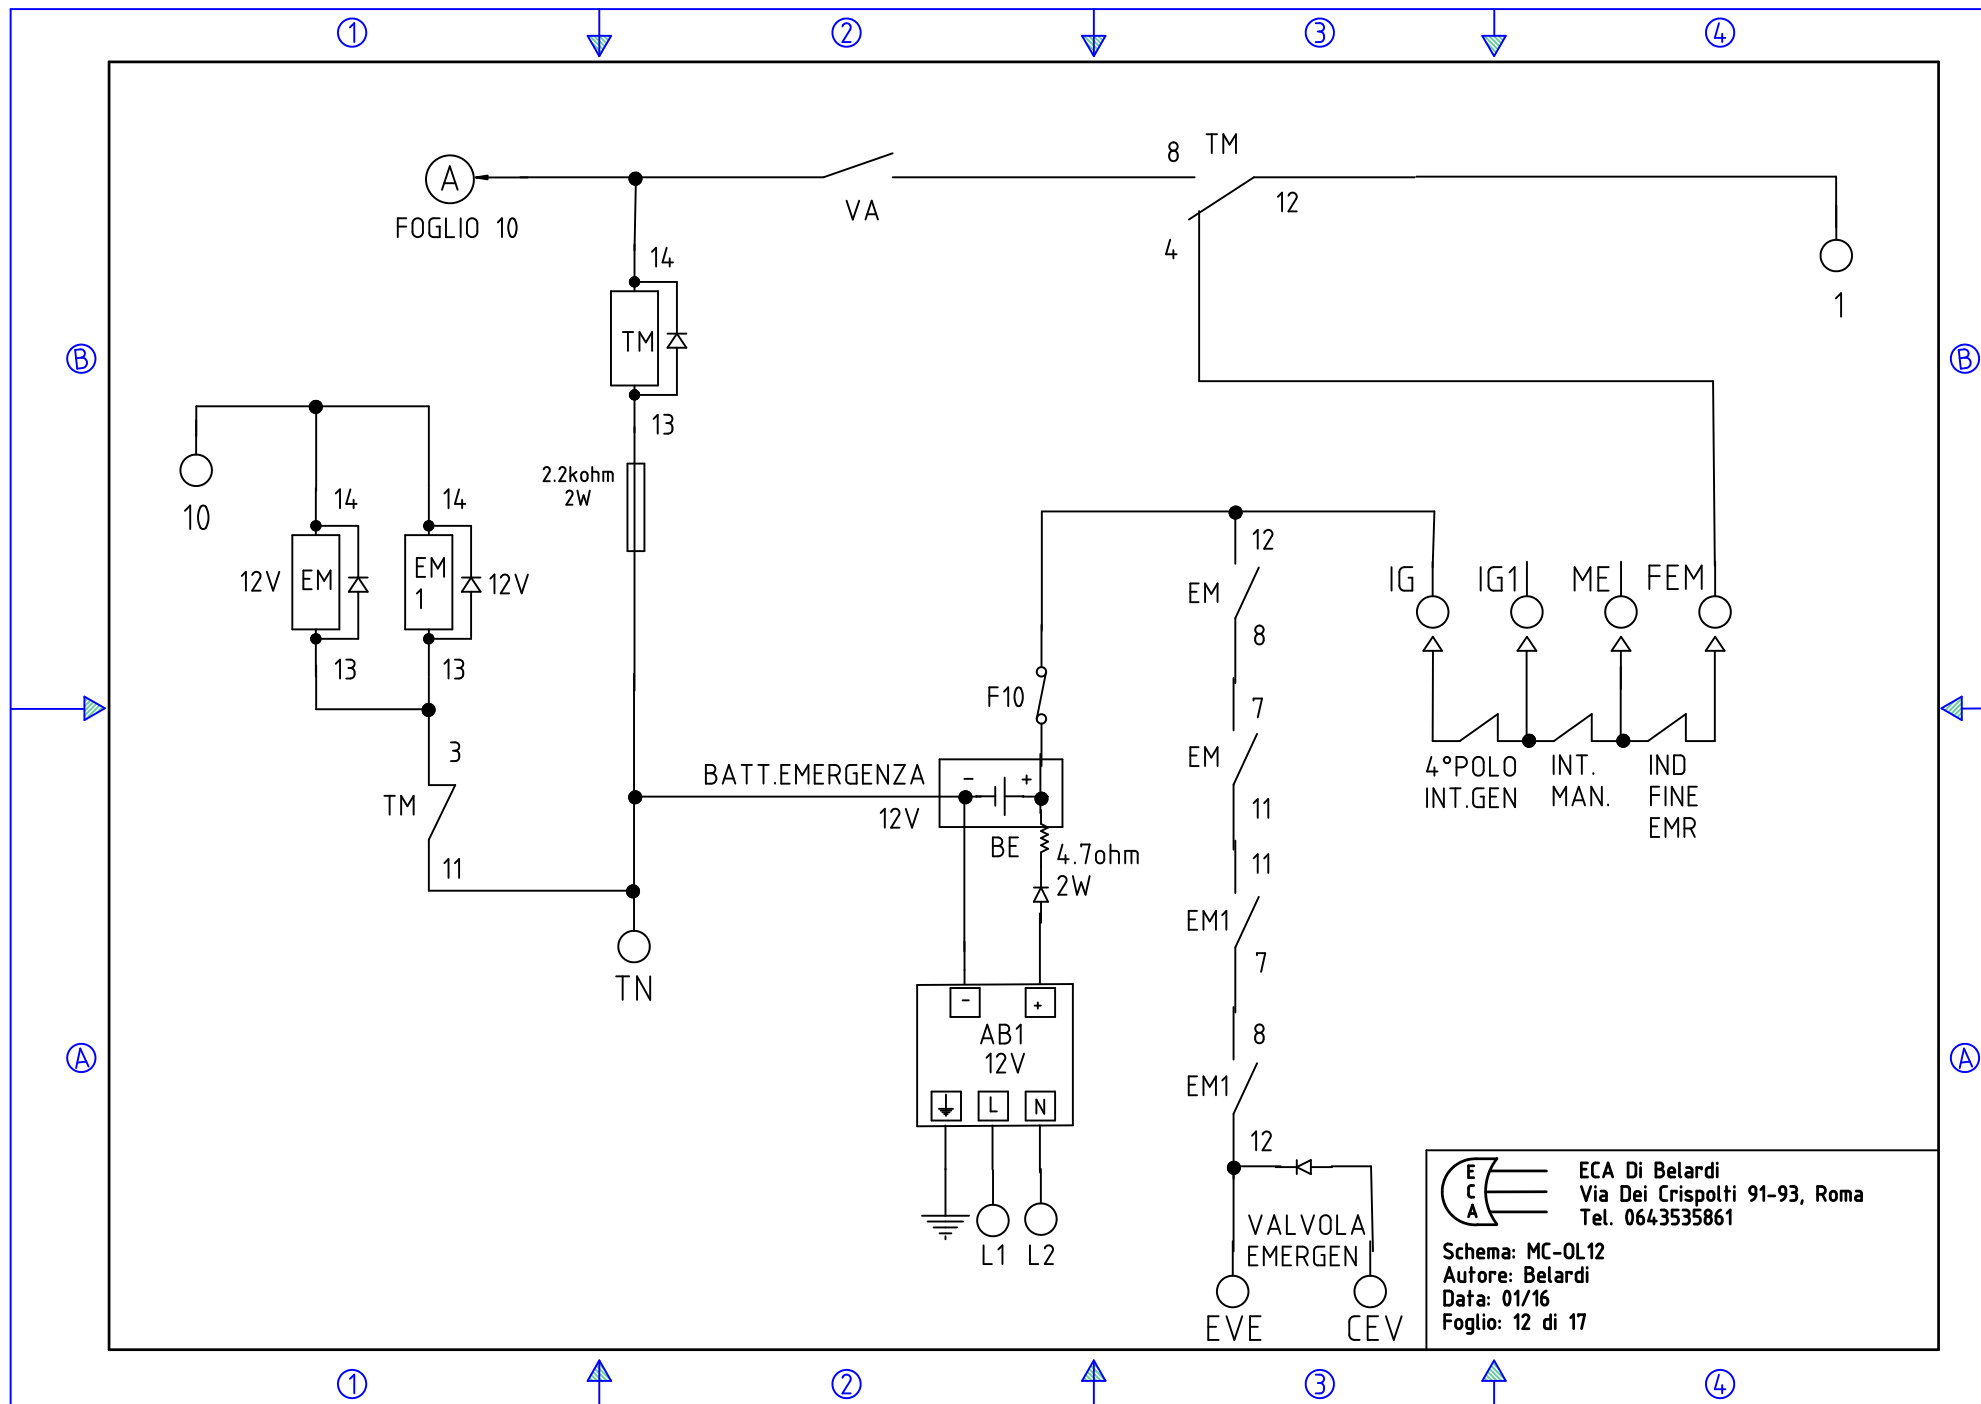 1
2
3
4
8
TM
A
12
VA
FOGLIO 10
4
14
1
TM
B
B
13
2.2kohm
2W
14
14
10
12
12V
EM
EM
1
12V
IG
IG1
ME
FEM
EM
8
13
13
F10
7
3
BATT.EMERGENZA
-
+
EM
4°POLO
INT.GEN
INT.
MAN.
IND
FINE
EMR
TM
12V
11
BE
4.7ohm
2W
11
11
EM1
7
TN
-
+
AB1
12V
8
A
A
EM1
L
N
12
E
C
A
ECA Di Belardi
Via Dei Crispolti 91-93, Roma
Tel. 0643535861
VALVOLA
EMERGEN
L1
L2
Schema: MC-OL12
Autore: Belardi
Data: 01/16
Foglio: 12 di 17
EVE
CEV
1
2
3
4